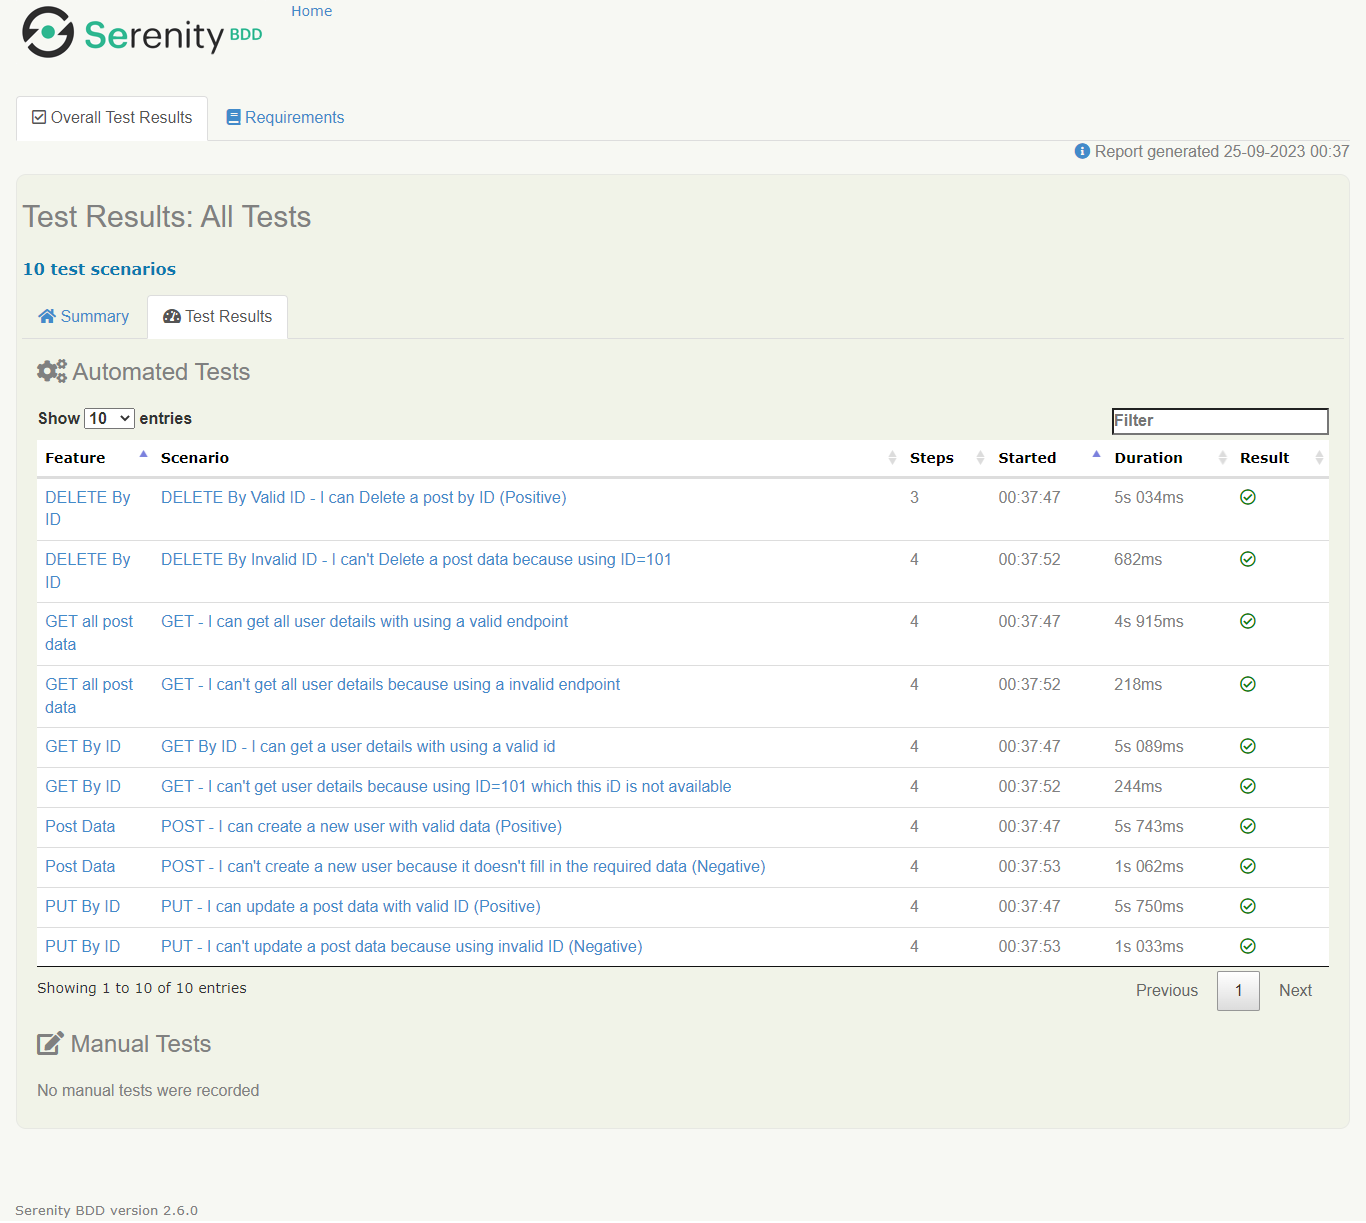 Serenity BDD
Home
Overall Test Results
Requirements
Report generated 25-09-2023 00:37
Test Results: All Tests
10 test scenarios
Summary
Test Results
Automated Tests
Show 10 entries
Filter
Feature Scenario Steps Started Duration Result
DELETE By DELETE By Valid ID - I can Delete a post by ID (Positive) 3 00:37:47 5s 034ms
ID
DELETE By DELETE By Invalid ID - I can't Delete a post data because using ID=101 4 00:37:52 682ms
ID
GET all post GET - I can get all user details with using a valid endpoint 4 00:37:47 4s 915ms
data
GET all post GET - I can't get all user details because using a invalid endpoint 4 00:37:52 218ms
data
GET By ID GET By ID - I can get a user details with using a valid id 4 00:37:47 5s 089ms
GET By ID GET - I can't get user details because using ID=101 which this iD is not available 4 00:37:52 244ms
Post Data POST - I can create a new user with valid data (Positive) 4 00:37:47 5s 743ms
Post Data POST - I can't create a new user because it doesn't fill in the required data (Negative) 4 00:37:53 1s 062ms
PUT By ID PUT - I can update a post data with valid ID (Positive) 4 00:37:47 5s 750ms
PUT By ID PUT - I can't update a post data because using invalid ID (Negative) 4 00:37:53 1s 033ms
Showing 1 to 10 of 10 entries
Previous 1 Next
Manual Tests
No manual tests were recorded
Serenity BDD version 2.6.0